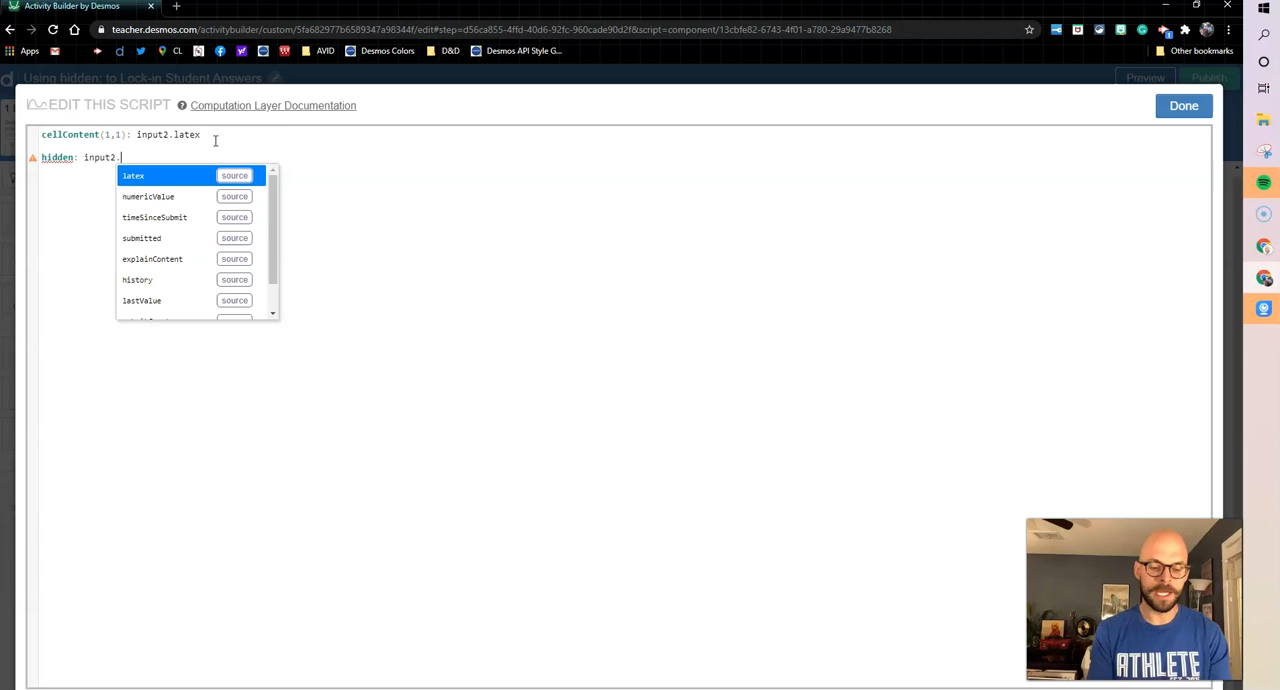 Activity Builder by Desmos
teacher.desmos.com/activitybuilder/custom/5fa682977b6589347a98344f/edit#step=d56ca855-4ffd-40d6-92fc-960cade90d2f&script=component/13cbfe82-6743-4f01-a780-29a9477b8268
Apps CL AVID Desmos Colors D&D Desmos API Style G... Other bookmarks
Using hidden: to Lock-in Student Answers Preview Publish
EDIT THIS SCRIPT Computation Layer Documentation Done
cellContent(1,1): input2.latex
hidden: input2.
latex source
numericValue source
timeSinceSubmit source
submitted source
explainContent source
history source
lastValue source
ATHLETE